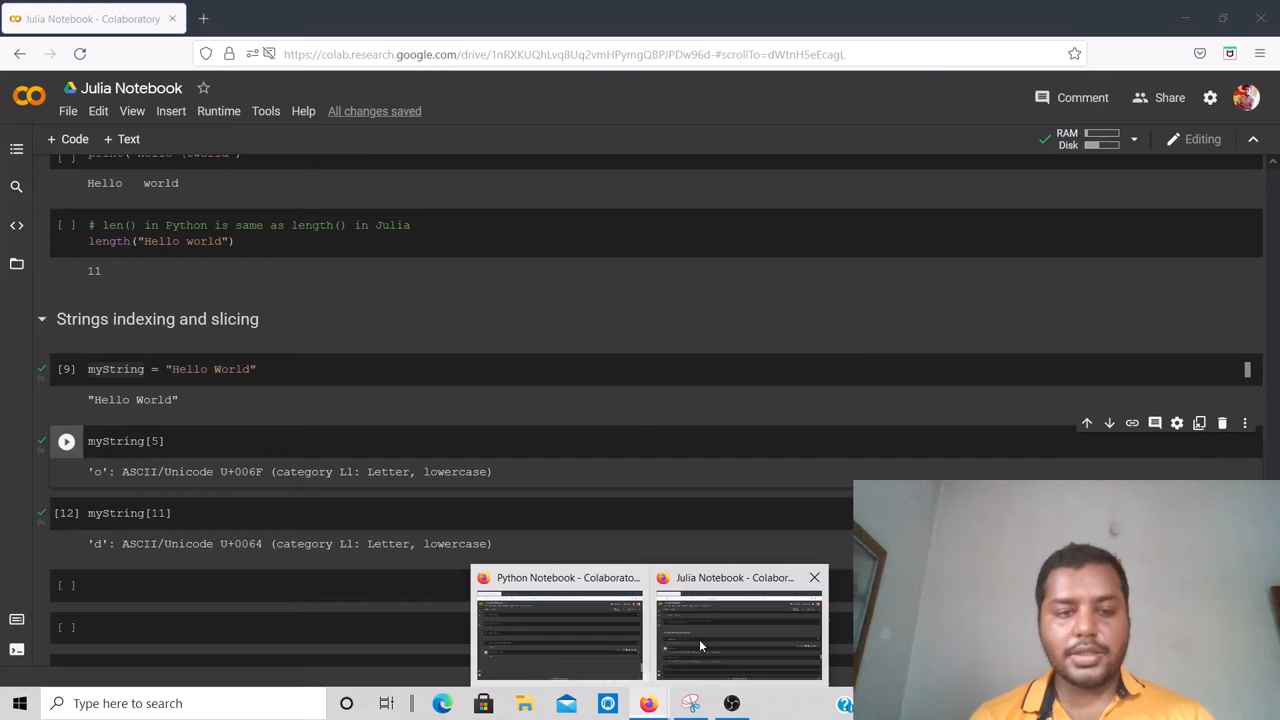 Julia Notebook - Colaboratory
https://colab.research.google.com/drive/1nRXKUQhLvq8Uq2vmHPymgQBPJPDw96d-#scrollTo=dWtnH5eEcagL
Julia Notebook
File Edit View Insert Runtime Tools Help All changes saved
Comment Share
+ Code + Text
RAM
Disk
Editing
Hello world
[ ] # len() in Python is same as length() in Julia
length("Hello world")
11
Strings indexing and slicing
[9] myString = "Hello World"
"Hello World"
myString[5]
'o': ASCII/Unicode U+006F (category Ll: Letter, lowercase)
[12] myString[11]
'd': ASCII/Unicode U+0064 (category Ll: Letter, lowercase)
[ ]
[ ]
Python Notebook - Colaborato...
Julia Notebook - Colabor...
Type here to search